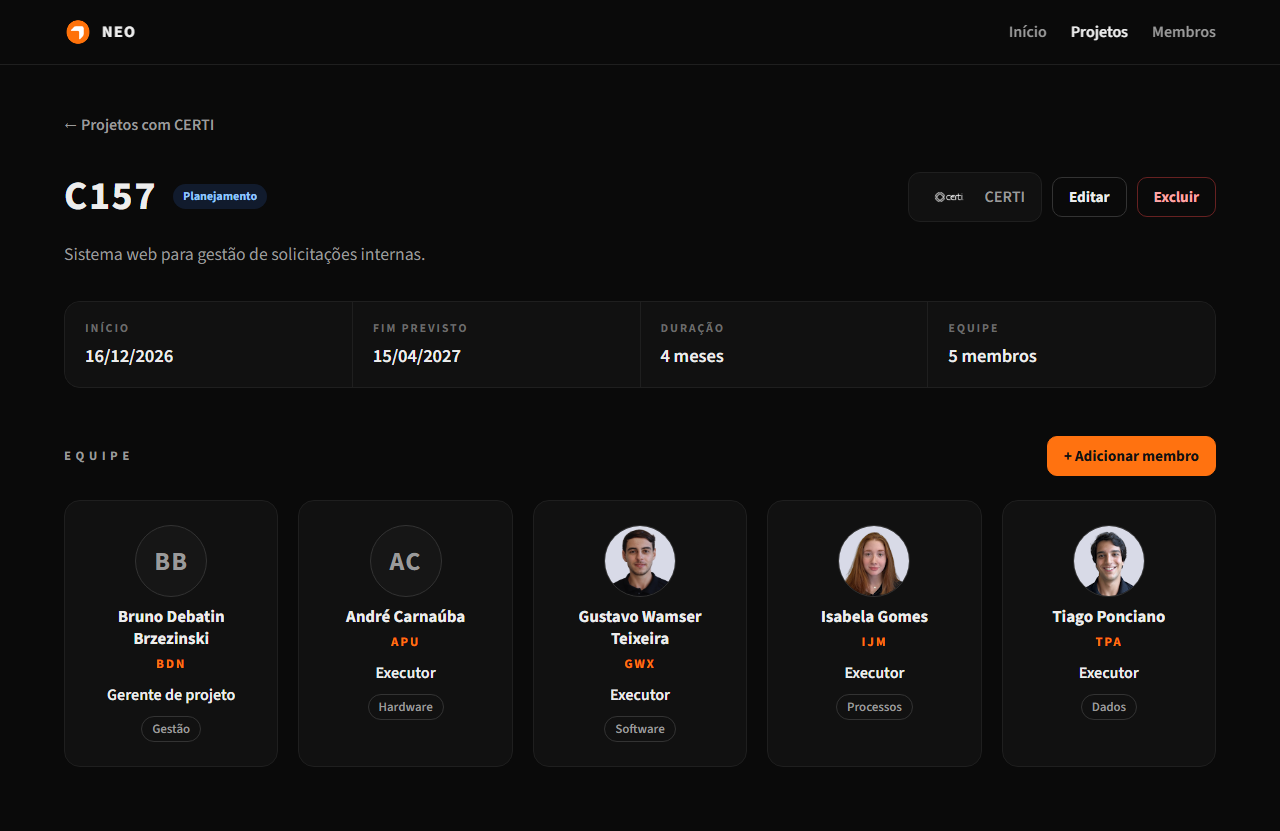 NEO
Início Projetos Membros
← Projetos com CERTI
C157 Planejamento
certi CERTI Editar Excluir
Sistema web para gestão de solicitações internas.
INÍCIO FIM PREVISTO DURAÇÃO EQUIPE
16/12/2026 15/04/2027 4 meses 5 membros
EQUIPE + Adicionar membro
BB
Bruno Debatin
Brzezinski
BDN
Gerente de projeto
Gestão
AC
André Carnaúba
APU
Executor
Hardware
Gustavo Wamser
Teixeira
GWX
Executor
Software
Isabela Gomes
IJM
Executor
Processos
Tiago Ponciano
TPA
Executor
Dados